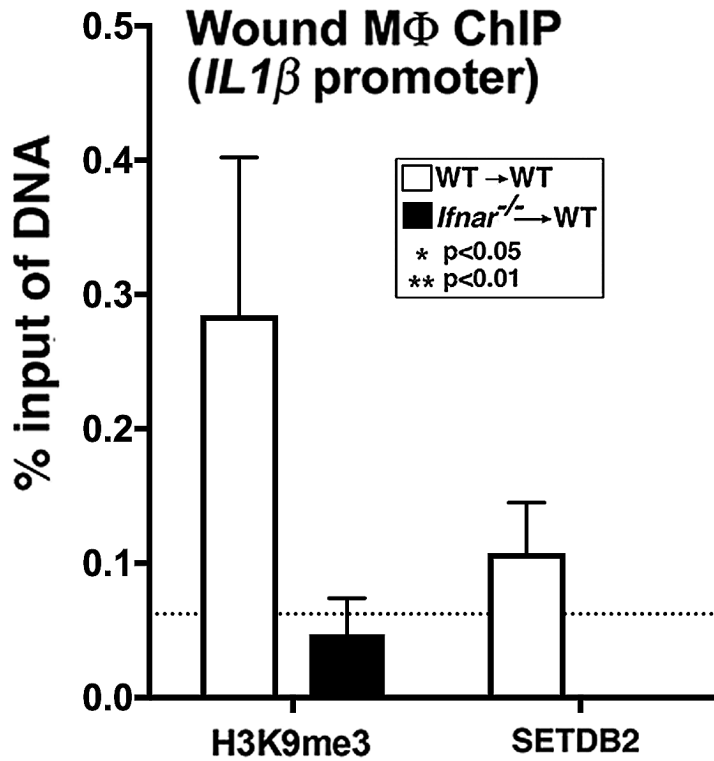 Wound MΦ ChIP
(IL1β promoter)
% input of DNA
0.5
0.4
0.3
0.2
0.1
0.0
WT →WT
Ifnar-/-→WT
* p<0.05
** p<0.01
H3K9me3
SETDB2